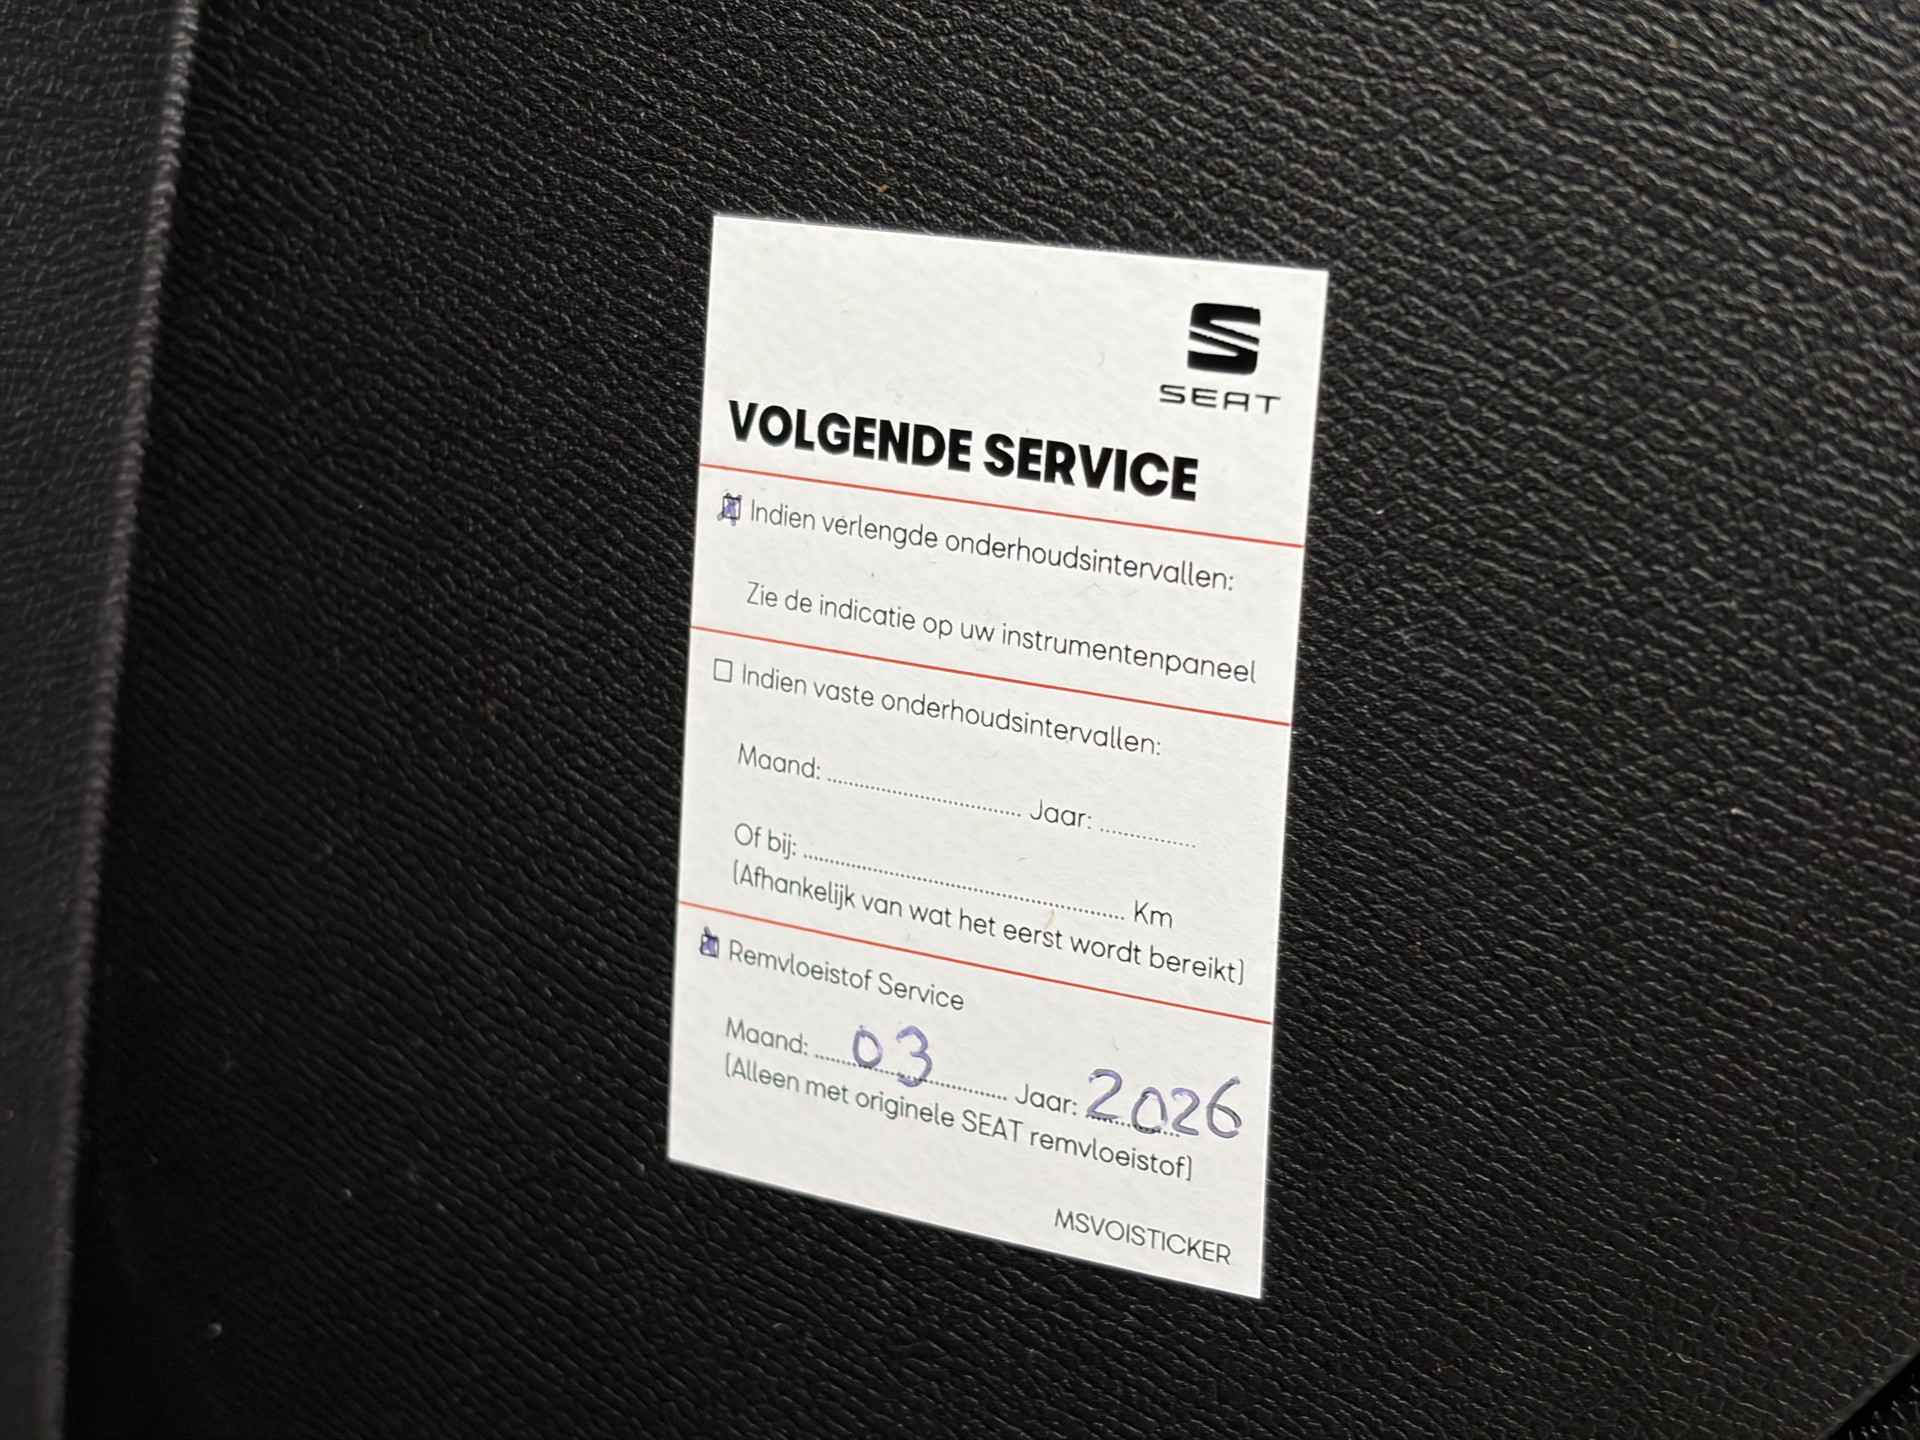 SEAT
VOLGENDE SERVICE
Indien verlengde onderhoudsintervallen:
Zie de indicatie op uw instrumentenpaneel
Indien vaste onderhoudsintervallen:
Maand: Jaar:
Of bij: Km
(Afhankelijk van wat het eerst wordt bereikt)
Remvloeistof Service
Maand: 03 Jaar: 2026
(Alleen met originele SEAT remvloeistof)
MSVOISTICKER